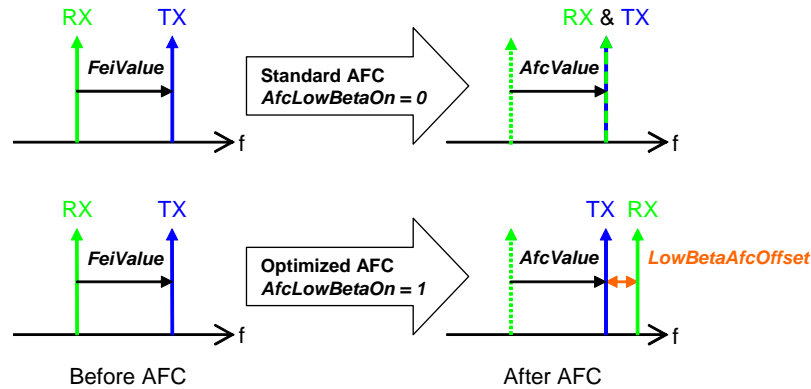 RX TX
FeiValue
f
Standard AFC
AfcLowBetaOn = 0
RX & TX
AfcValue
f
RX TX
FeiValue
f
Optimized AFC
AfcLowBetaOn = 1
TX RX
AfcValue
LowBetaAfcOffset
f
Before AFC
After AFC